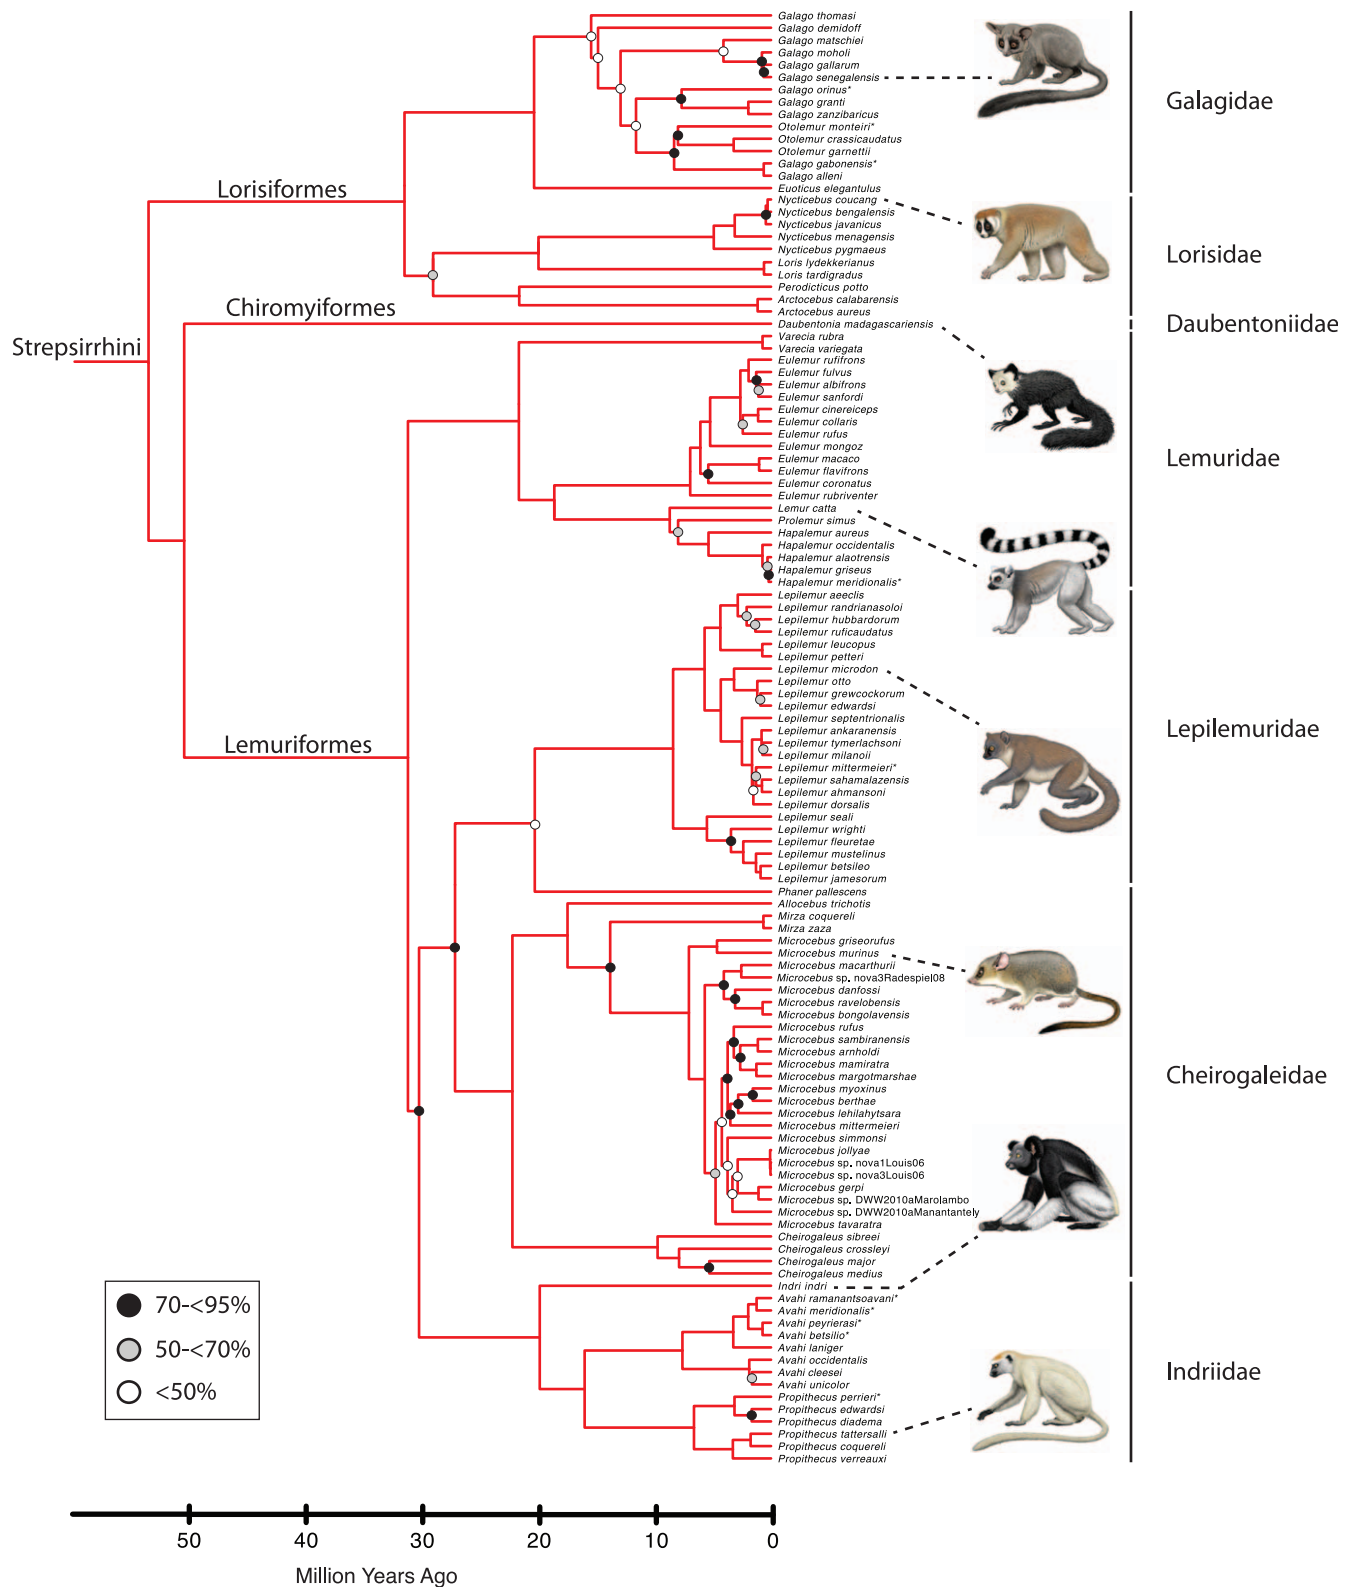 Galago thomasi
Galago demidoff
Galago matschiei
Galago moholi
Galago gallarum
Galago senegalensis
Galago orinus*
Galago granti
Galago zanzibaricus
Otolemur monteiri*
Otolemur crassicaudatus
Otolemur garnettii
Galago gabonensis*
Galago alleni
Euoticus elegantulus
Galagidae
Lorisiformes
Nycticebus coucang
Nycticebus bengalensis
Nycticebus javanicus
Nycticebus menagensis
Nycticebus pygmaeus
Loris lydekkerianus
Loris tardigradus
Perodicticus potto
Arctocebus calabarensis
Arctocebus aureus
Lorisidae
Chiromyiformes
Daubentonia madagascariensis
Daubentoniidae
Strepsirrhini
Varecia rubra
Varecia variegata
Eulemur rufifrons
Eulemur fulvus
Eulemur albifrons
Eulemur sanfordi
Eulemur cinereiceps
Eulemur collaris
Eulemur rufus
Eulemur mongoz
Eulemur macaco
Eulemur flavifrons
Eulemur coronatus
Eulemur rubriventer
Lemur catta
Prolemur simus
Hapalemur aureus
Hapalemur occidentalis
Hapalemur alaotrensis
Hapalemur griseus
Hapalemur meridionalis*
Lemuridae
Lepilemur aeeclis
Lepilemur randrianasoloi
Lepilemur hubbardorum
Lepilemur ruficaudatus
Lepilemur leucopus
Lepilemur petteri
Lepilemur microdon
Lepilemur otto
Lepilemur grewcockorum
Lepilemur edwardsi
Lepilemur septentrionalis
Lepilemur ankaranensis
Lepilemur tymerlachsoni
Lepilemur milanoii
Lepilemur mittermeieri*
Lepilemur sahamalazensis
Lepilemur ahmansoni
Lepilemur dorsalis
Lepilemur seali
Lepilemur wrighti
Lepilemur fleuretae
Lepilemur mustelinus
Lepilemur betsileo
Lepilemur jamesorum
Lepilemuridae
Lemuriformes
Phaner pallescens
Allocebus trichotis
Mirza coquereli
Mirza zaza
Microcebus griseorufus
Microcebus murinus
Microcebus macarthurii
Microcebus sp. nova3Radespiel08
Microcebus danfossi
Microcebus ravelobensis
Microcebus bongolavensis
Microcebus rufus
Microcebus sambiranensis
Microcebus arnholdi
Microcebus mamiratra
Microcebus margotmarshae
Microcebus myoxinus
Microcebus berthae
Microcebus lehilahytsara
Microcebus mittermeieri
Microcebus simmonsi
Microcebus jollyae
Microcebus sp. nova1Louis06
Microcebus sp. nova3Louis06
Microcebus gerpi
Microcebus sp. DWW2010aMarolambo
Microcebus sp. DWW2010aManantantely
Microcebus tavaratra
Cheirogaleus sibreei
Cheirogaleus crossleyi
Cheirogaleus major
Cheirogaleus medius
Cheirogaleidae
Indri indri
Avahi ramanantsoavani*
Avahi meridionalis*
Avahi peyrierasi*
Avahi betsilio*
Avahi laniger
Avahi occidentalis
Avahi cleesei
Avahi unicolor
Propithecus perrieri*
Propithecus edwardsi
Propithecus diadema
Propithecus tattersalli
Propithecus coquereli
Propithecus verreauxi
Indriidae
70-<95%
50-<70%
<50%
50 40 30 20 10 0
Million Years Ago